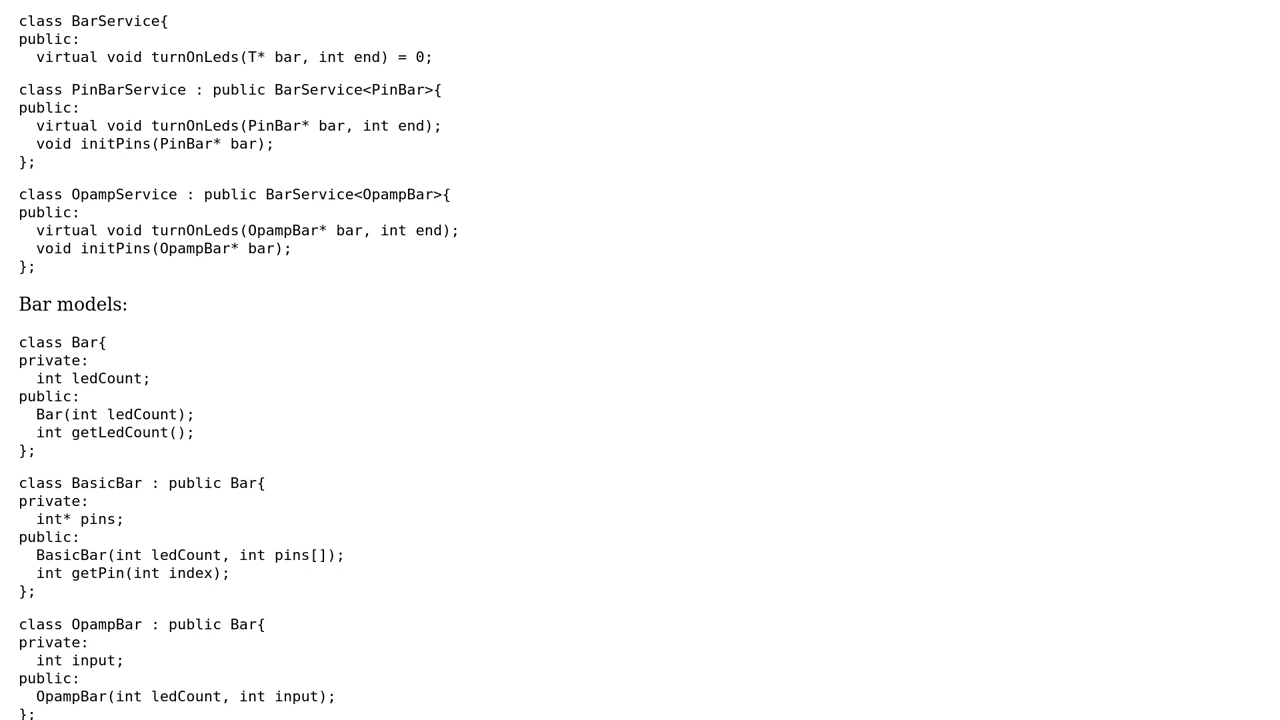 class BarService{
public:
  virtual void turnOnLeds(T* bar, int end) = 0;
class PinBarService : public BarService<PinBar>{
public:
  virtual void turnOnLeds(PinBar* bar, int end);
  void initPins(PinBar* bar);
};
class OpampService : public BarService<OpampBar>{
public:
  virtual void turnOnLeds(OpampBar* bar, int end);
  void initPins(OpampBar* bar);
};
Bar models:
class Bar{
private:
  int ledCount;
public:
  Bar(int ledCount);
  int getLedCount();
};
class BasicBar : public Bar{
private:
  int* pins;
public:
  BasicBar(int ledCount, int pins[]);
  int getPin(int index);
};
class OpampBar : public Bar{
private:
  int input;
public:
  OpampBar(int ledCount, int input);
};